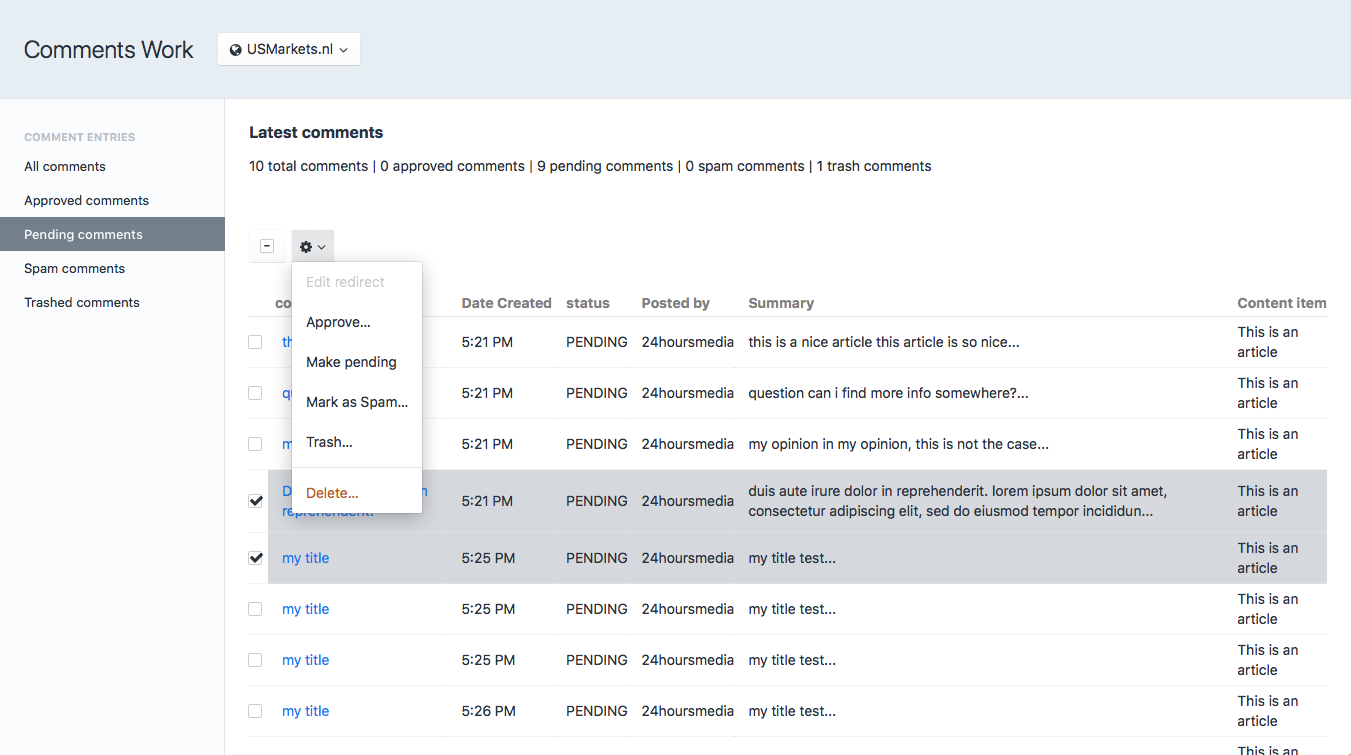 Comments Work
USMarkets.nl
COMMENT ENTRIES
All comments
Approved comments
Pending comments
Spam comments
Trashed comments
Latest comments
10 total comments | 0 approved comments | 9 pending comments | 0 spam comments | 1 trash comments
Edit redirect
Approve...
Make pending
Mark as Spam...
Trash...
Delete...
Date Created status Posted by Summary Content item
5:21 PM PENDING 24hoursmedia this is a nice article this article is so nice... This is an
article
5:21 PM PENDING 24hoursmedia question can i find more info somewhere?... This is an
article
5:21 PM PENDING 24hoursmedia my opinion in my opinion, this is not the case... This is an
article
5:21 PM PENDING 24hoursmedia duis aute irure dolor in reprehenderit. lorem ipsum dolor sit amet, This is an
consectetur adipiscing elit, sed do eiusmod tempor incididun... article
my title 5:25 PM PENDING 24hoursmedia my title test... This is an
article
my title 5:25 PM PENDING 24hoursmedia my title test... This is an
article
my title 5:25 PM PENDING 24hoursmedia my title test... This is an
article
my title 5:26 PM PENDING 24hoursmedia my title test... This is an
article
This is an